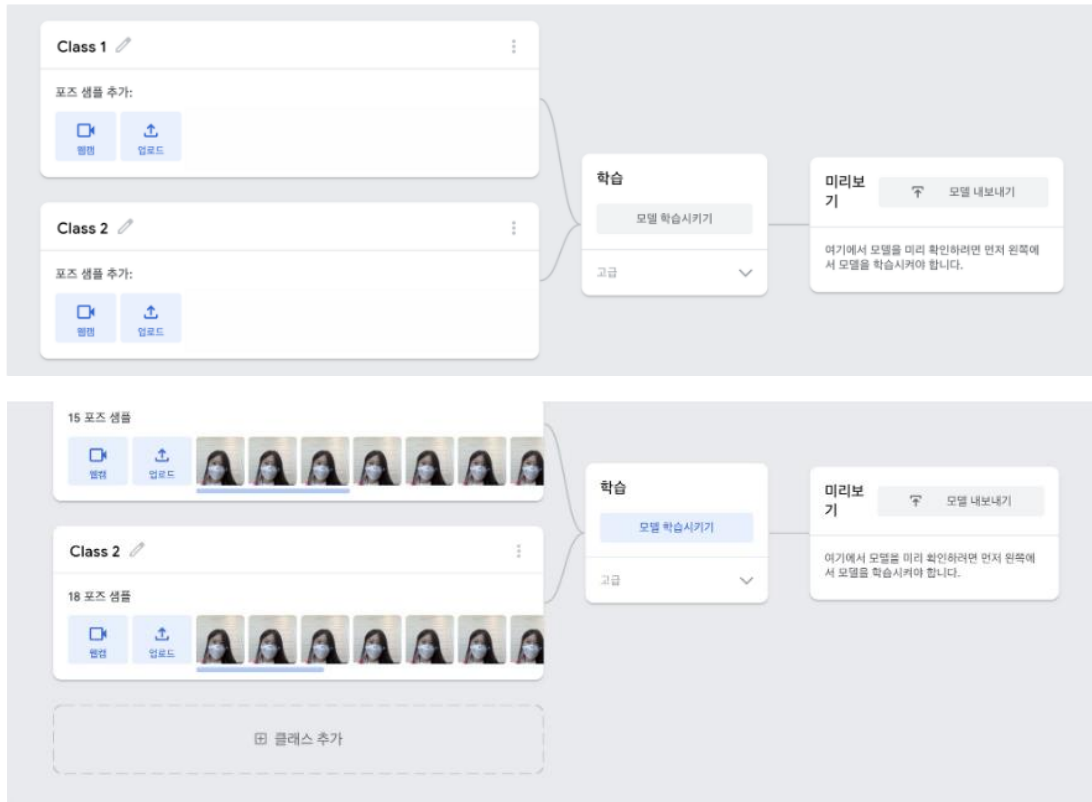 Class 1
포즈 샘플 추가:
웹캠
업로드
Class 2
포즈 샘플 추가:
웹캠
업로드
학습
모델 학습시키기
고급
미리보
기
모델 내보내기
여기에서 모델을 미리 확인하려면 먼저 왼쪽에
서 모델을 학습시켜야 합니다.
15 포즈 샘플
웹캠
업로드
Class 2
18 포즈 샘플
웹캠
업로드
클래스 추가
학습
모델 학습시키기
고급
미리보
기
모델 내보내기
여기에서 모델을 미리 확인하려면 먼저 왼쪽에
서 모델을 학습시켜야 합니다.